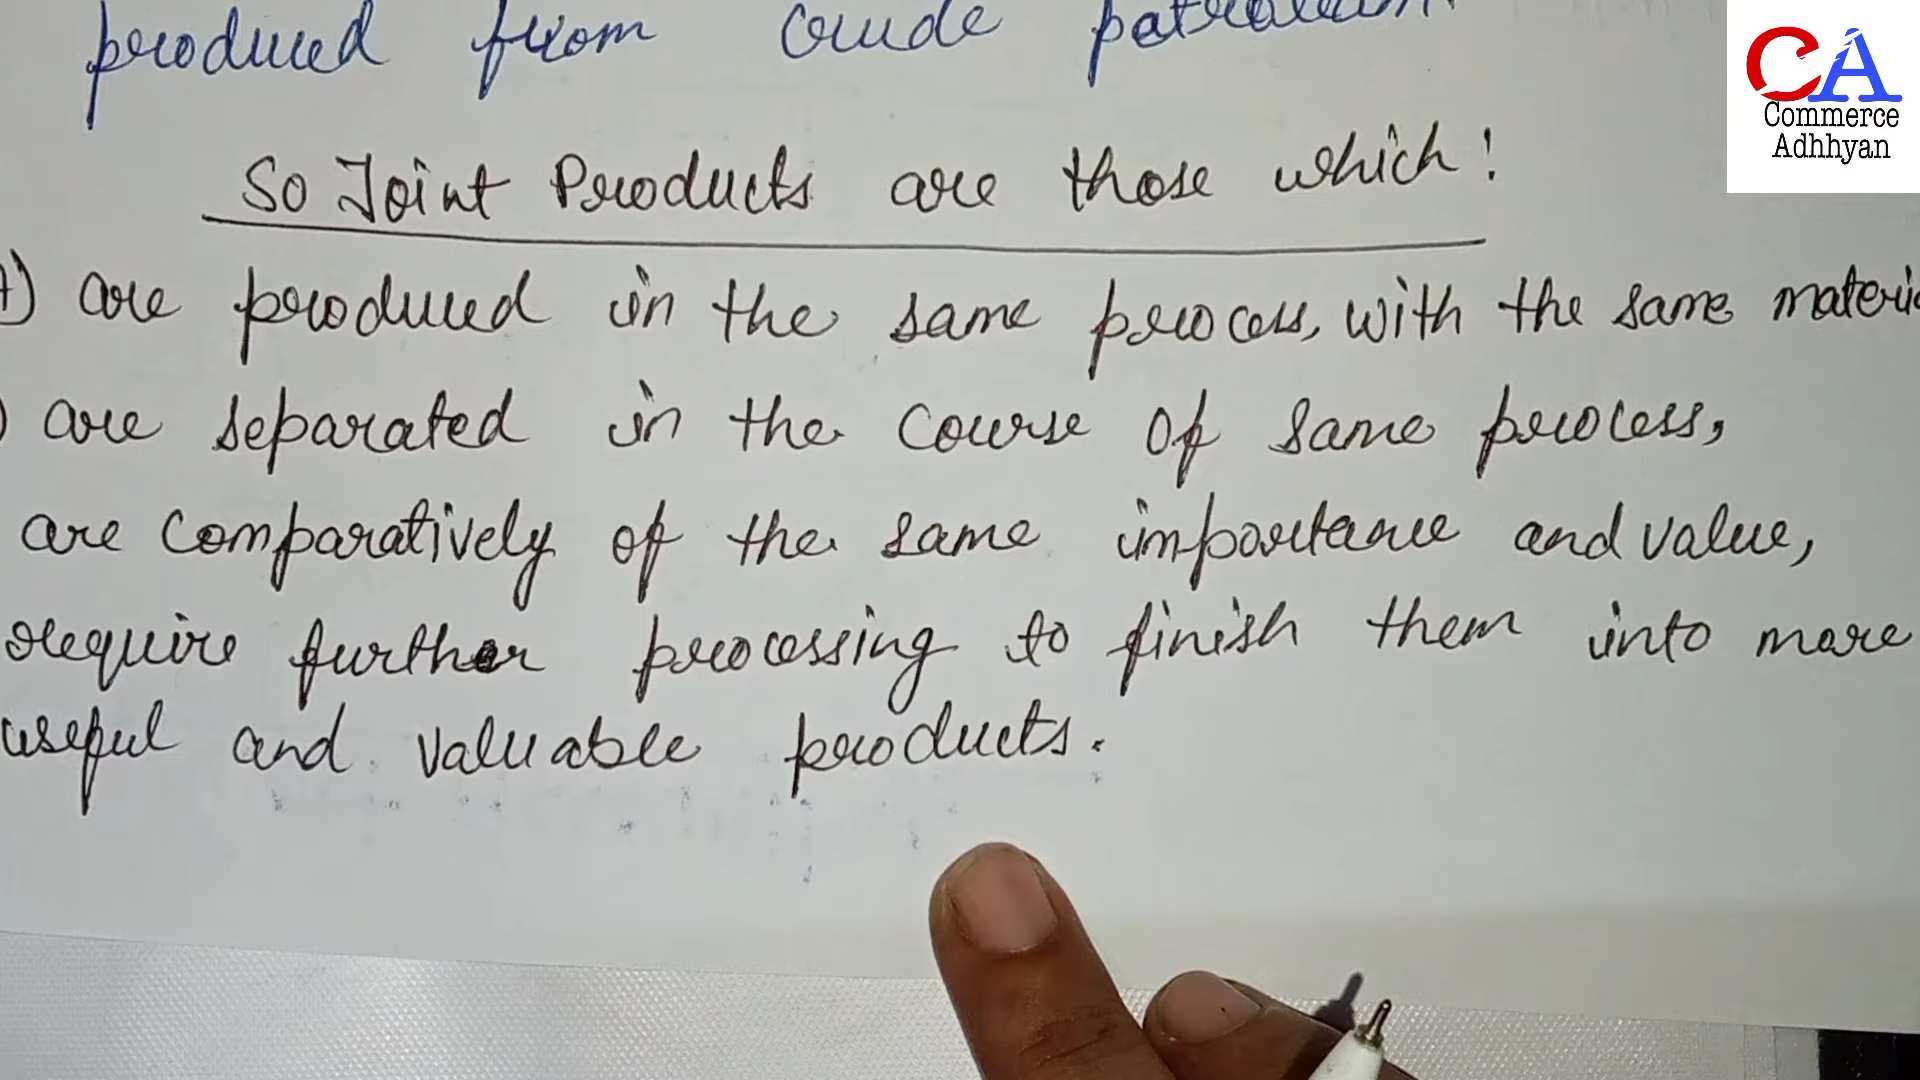 produced from crude
So Joint Products are those which:
) are produced in the same process, with the same materia
) are separated in the course of same process,
are comparatively of the same importance and value,
require further processing to finish them into more
useful and valuable products.
CA
Commerce
Adhhyan